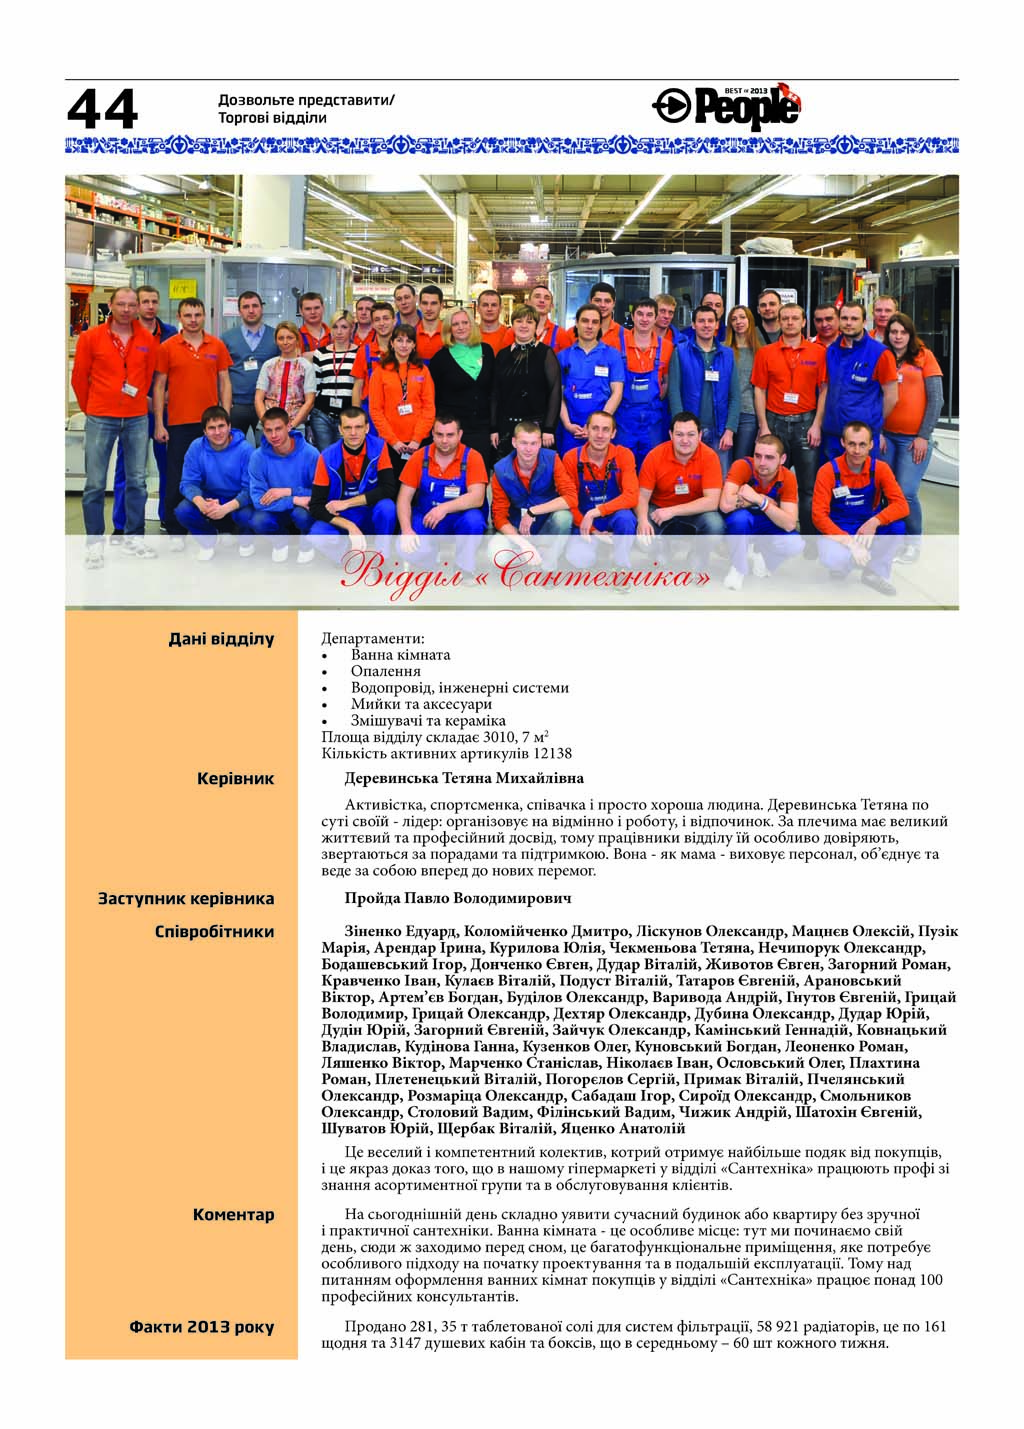 44
Дозвольте представити/
Торгові відділи
BEST OF 2013
People
Відділ «Сантехніка»
Дані відділу
Департаменти:
• Ванна кімната
• Опалення
• Водопровід, інженерні системи
• Мийки та аксесуари
• Змішувачі та кераміка
Площа відділу складає 3010, 7 м²
Кількість активних артикулів 12138
Керівник
Деревинська Тетяна Михайлівна
Активістка, спортсменка, співачка і просто хороша людина. Деревинська Тетяна по
суті своїй - лідер: організовує на відмінно і роботу, і відпочинок. За плечима має великий
життєвий та професійний досвід, тому працівники відділу їй особливо довіряють,
звертаються за порадами та підтримкою. Вона - як мама - виховує персонал, об’єднує та
веде за собою вперед до нових перемог.
Заступник керівника
Пройда Павло Володимирович
Співробітники
Зіненко Едуард, Коломійченко Дмитро, Ліскунов Олександр, Мацнєв Олексій, Пузік
Марія, Арендар Ірина, Курилова Юлія, Чекменьова Тетяна, Нечипорук Олександр,
Бодашевський Ігор, Донченко Євген, Дудар Віталій, Животов Євген, Загорний Роман,
Кравченко Іван, Кулаєв Віталій, Подуст Віталій, Татаров Євгеній, Арановський
Віктор, Артем’єв Богдан, Буділов Олександр, Варивода Андрій, Гнутов Євгеній, Грицай
Володимир, Грицай Олександр, Дехтяр Олександр, Дубина Олександр, Дудар Юрій,
Дудін Юрій, Загорний Євгеній, Зайчук Олександр, Камінський Геннадій, Ковнацький
Владислав, Кудінова Ганна, Кузенков Олег, Куновський Богдан, Леоненко Роман,
Ляшенко Віктор, Марченко Станіслав, Ніколаєв Іван,Ословський Олег, Плахтина
Роман, Плетенецький Віталій, Погорєлов Сергій, Примак Віталій, Пчелянський
Олександр, Розмаріца Олександр, Сабадаш Ігор, Сироїд Олександр, Смольников
Олександр, Столовий Вадим, Філінський Вадим, Чижик Андрій, Шатохін Євгеній,
Шуватов Юрій, Щербак Віталій, Яценко Анатолій
Це веселий і компетентний колектив, котрий отримує найбільше подяк від покупців,
і це якраз доказ того, що в нашому гіпермаркеті у відділі «Сантехніка» працюють профі зі
знання асортиментної групи та в обслуговування клієнтів.
Коментар
На сьогоднішній день складно уявити сучасний будинок або квартиру без зручної
і практичної сантехніки. Ванна кімната - це особливе місце: тут ми починаємо свій
день, сюди ж заходимо перед сном, це багатофункціональне приміщення, яке потребує
особливого підходу на початку проектування та в подальшій експлуатації. Тому над
питанням оформлення ванних кімнат покупців у відділі «Сантехніка» працює понад 100
професійних консультантів.
Факти 2013 року
Продано 281, 35 т таблетованої солі для систем фільтрації, 58 921 радіаторів, це по 161
щодня та 3147 душевих кабін та боксів, що в середньому – 60 шт кожного тижня.